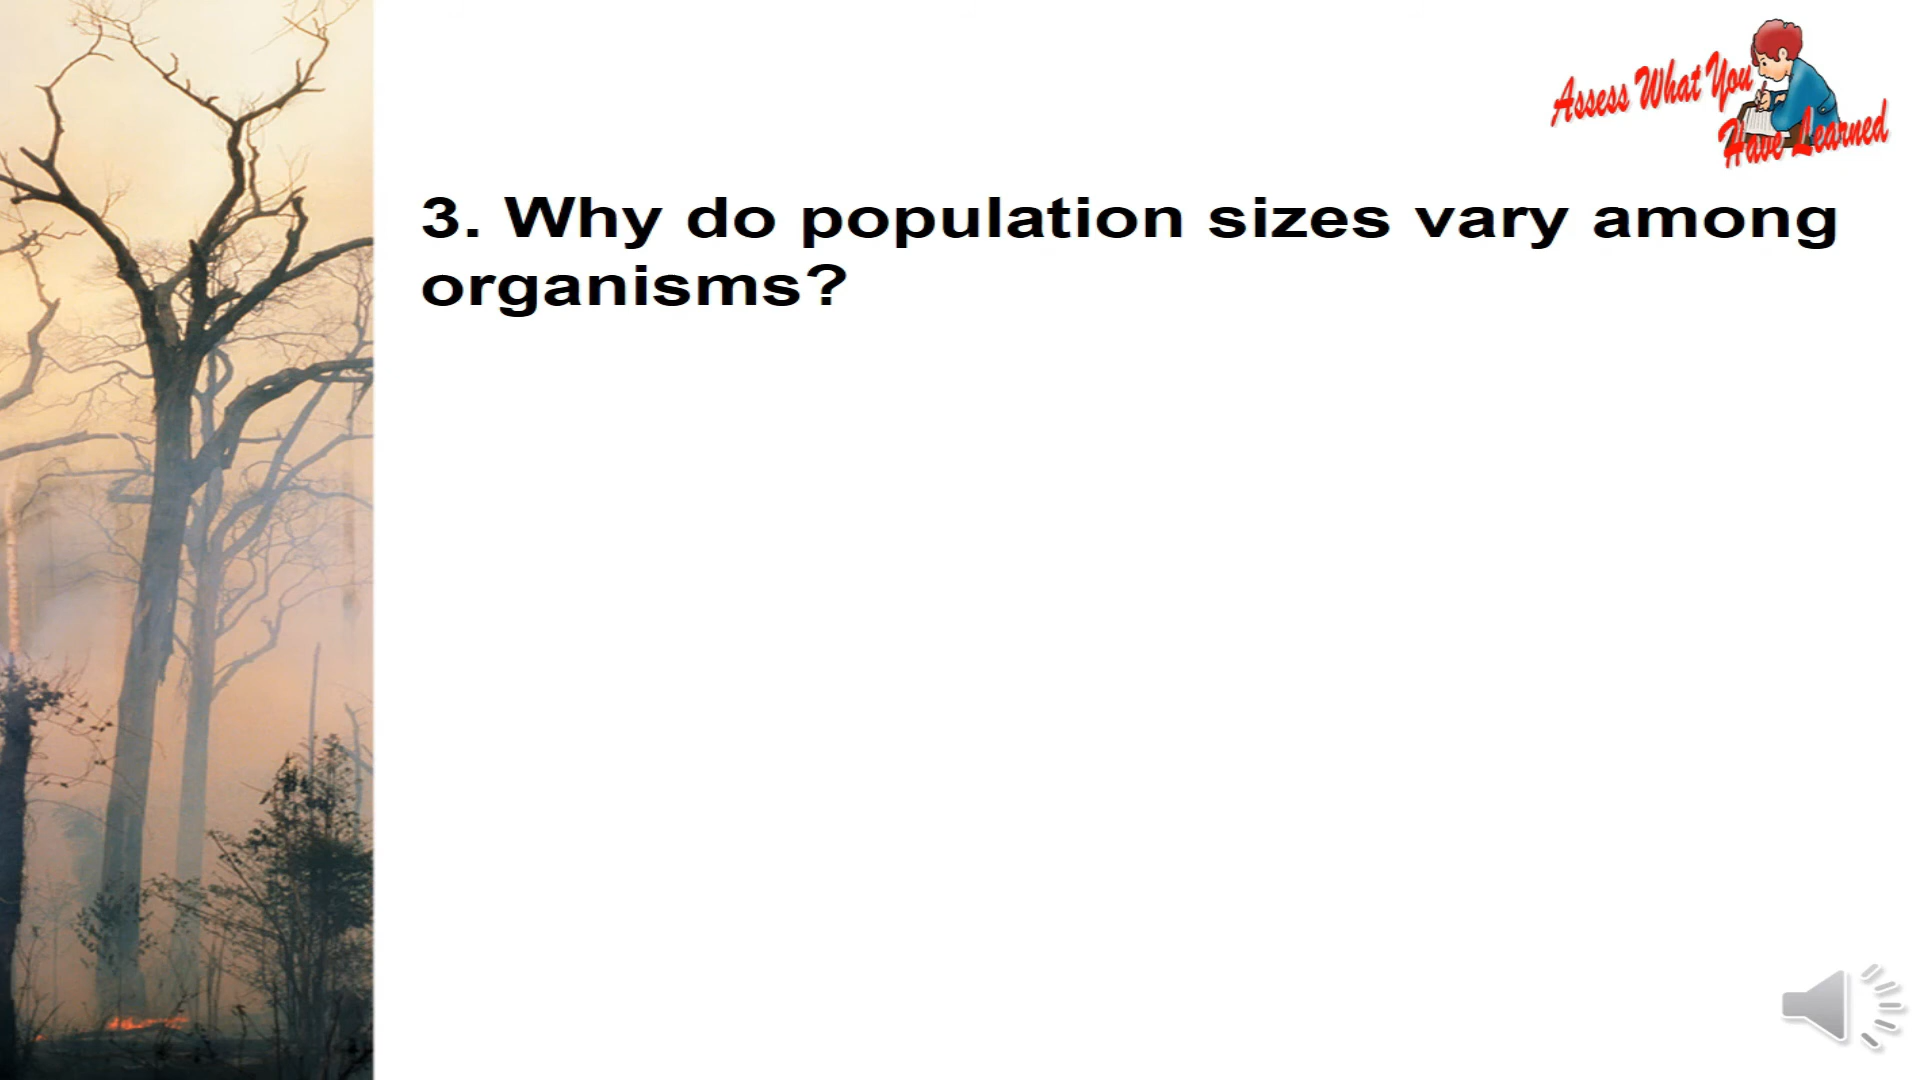 Assess What You
Have Learned
3. Why do population sizes vary among
organisms?